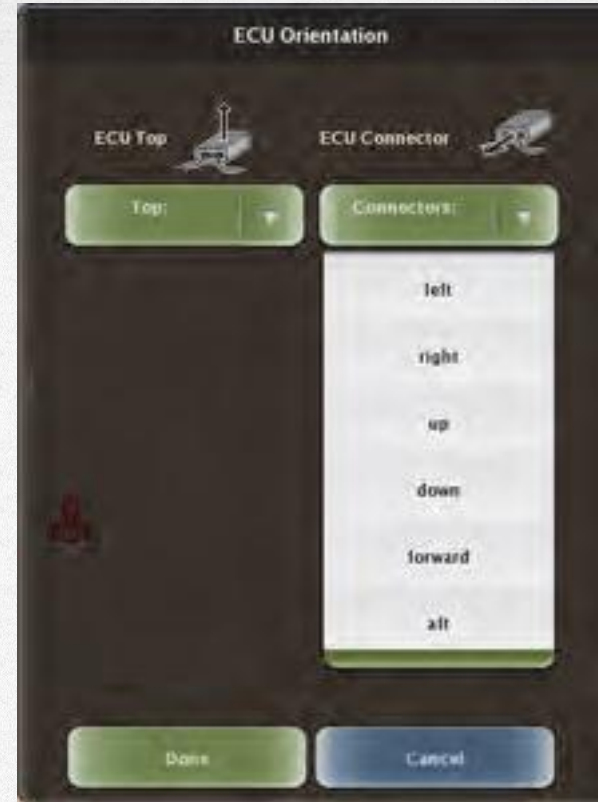 ECU Orientation
ECU Top
ECU Connector
Top:
Connectors:
left
right
up
down
forward
aft
Done
Cancel